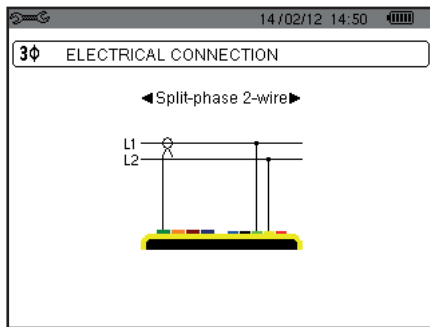 14/02/12 14:50
3ϕ ELECTRICAL CONNECTION
◄Split-phase 2-wire►
L1
L2